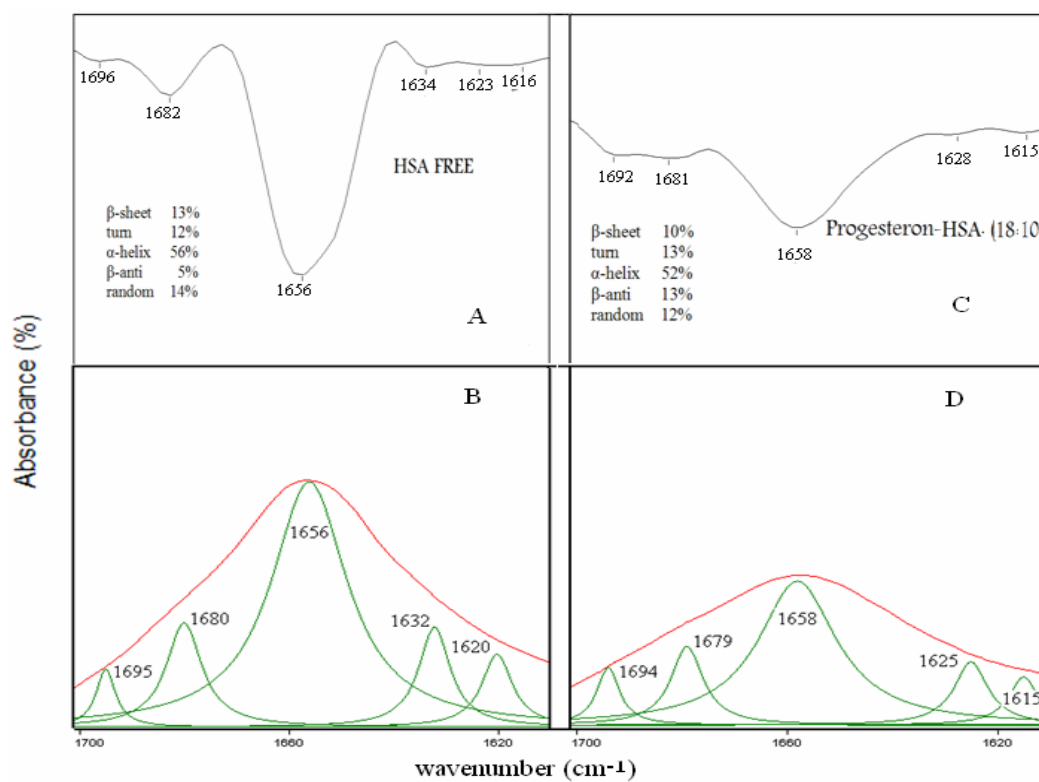 1696
1682
1634
1623
1616
HSA FREE
β-sheet 13%
turn 12%
α-helix 56%
β-anti 5%
random 14%
1656
A
1692
1681
1628
1615
1658
Progesteron-HSA- (18:10
β-sheet 10%
turn 13%
α-helix 52%
β-anti 13%
random 12%
C
Absorbance (%)
B
1656
1680
1632
1620
1695
D
1658
1679
1694
1625
1615
1700
1660
1620
1700
1660
1620
wavenumber (cm-1)